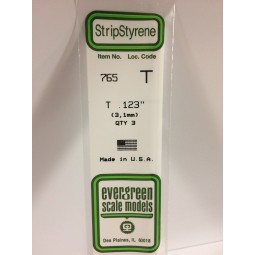 StripStyrene
Item No. Loc. Code
765 T
T .123"
(3,1mm)
QTY 3
Made in U.S.A.
evergreen
scale models
Des Plaines, IL 60018